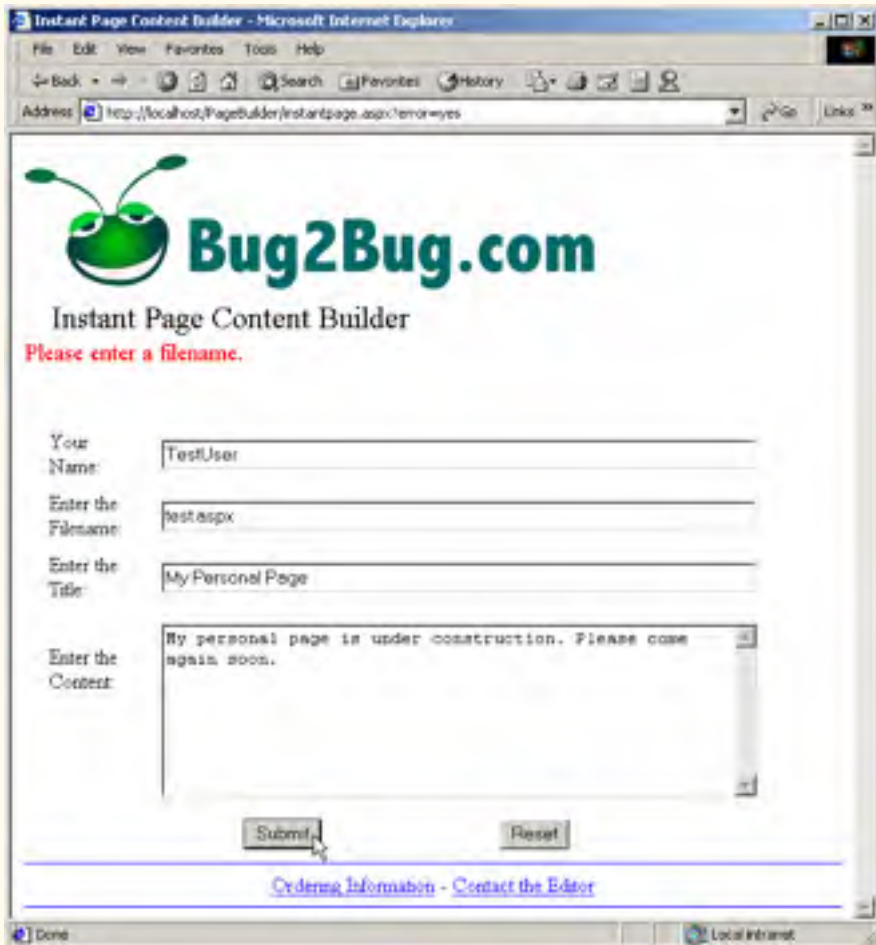 Instant Page Content Builder - Microsoft Internet Explorer
File Edit View Favorites Tools Help
Back Search Favorites History
Address http://localhost/PageBuilder/instantpage.aspx?error=yes Go Links »
Bug2Bug.com
Instant Page Content Builder
Please enter a filename.
Your
Name:
TestUser
Enter the
Filename:
test.aspx
Enter the
Title:
My Personal Page
Enter the
Content:
My personal page is under construction. Please come
again soon.
Submit Reset
Ordering Information - Contact the Editor
Done Local intranet